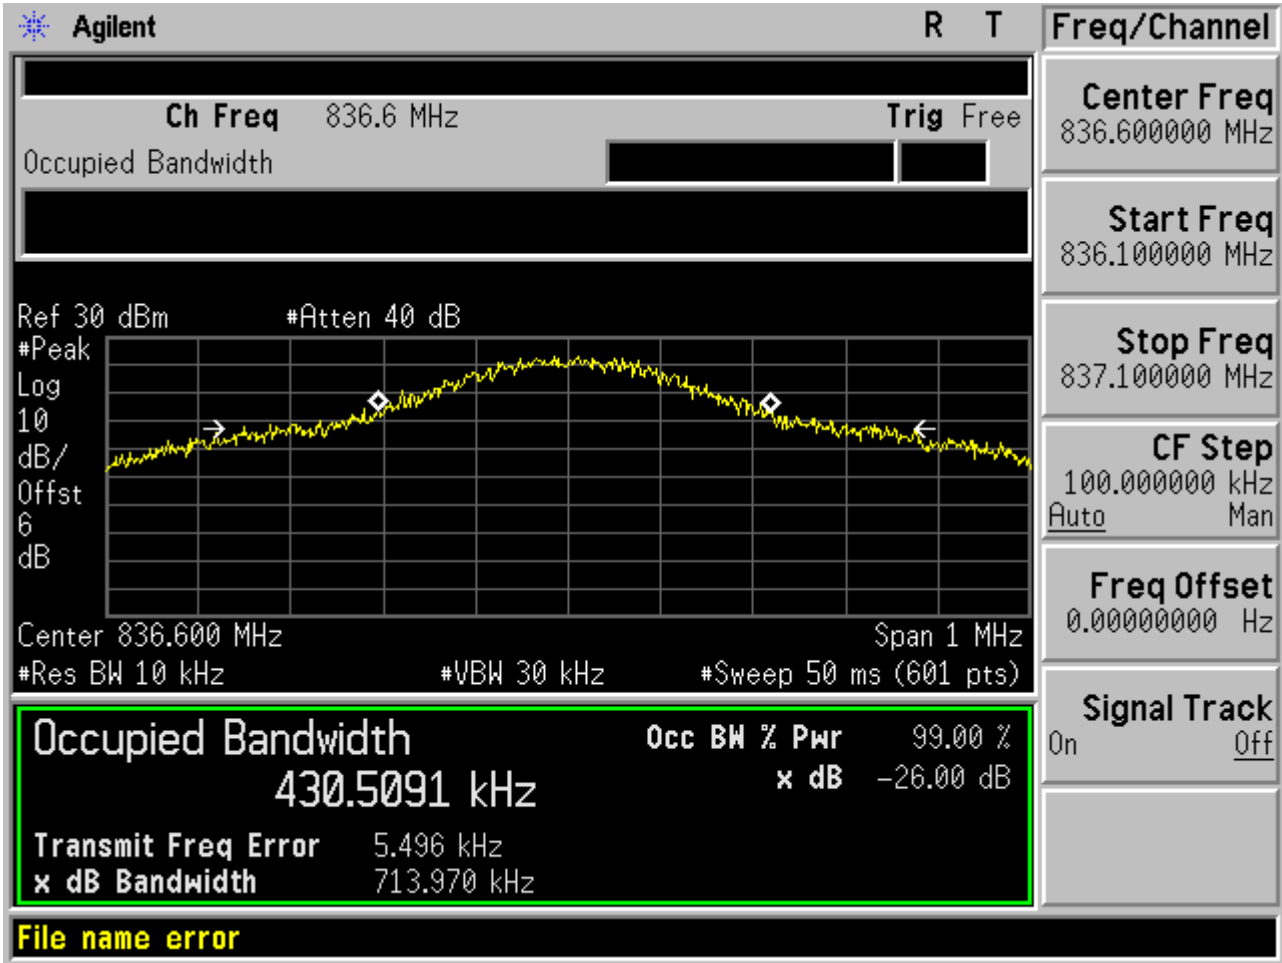 Agilent R T Freq/Channel
Ch Freq 836.6 MHz Trig Free
Occupied Bandwidth
Center Freq
836.600000 MHz
Start Freq
836.100000 MHz
Stop Freq
837.100000 MHz
CF Step
100.000000 kHz
Auto Man
Freq Offset
0.00000000 Hz
Signal Track
On Off
Ref 30 dBm #Atten 40 dB
#Peak
Log
10
dB/
Offst
6
dB
Center 836.600 MHz Span 1 MHz
#Res BW 10 kHz #VBW 30 kHz #Sweep 50 ms (601 pts)
Occupied Bandwidth Occ BW % Pwr 99.00 %
430.5091 kHz x dB -26.00 dB
Transmit Freq Error 5.496 kHz
x dB Bandwidth 713.970 kHz
File name error